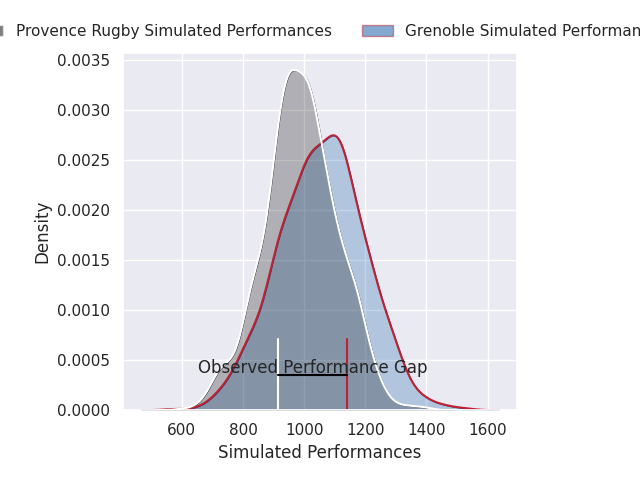 Provence Rugby Simulated Performances
Grenoble Simulated
0.0035
0.0030
0.0025
0.0020
0.0015
0.0010
0.0005
0.0000
Density
Observed Performance Gap
600 800 1000 1200 1400 1600
Simulated Performances